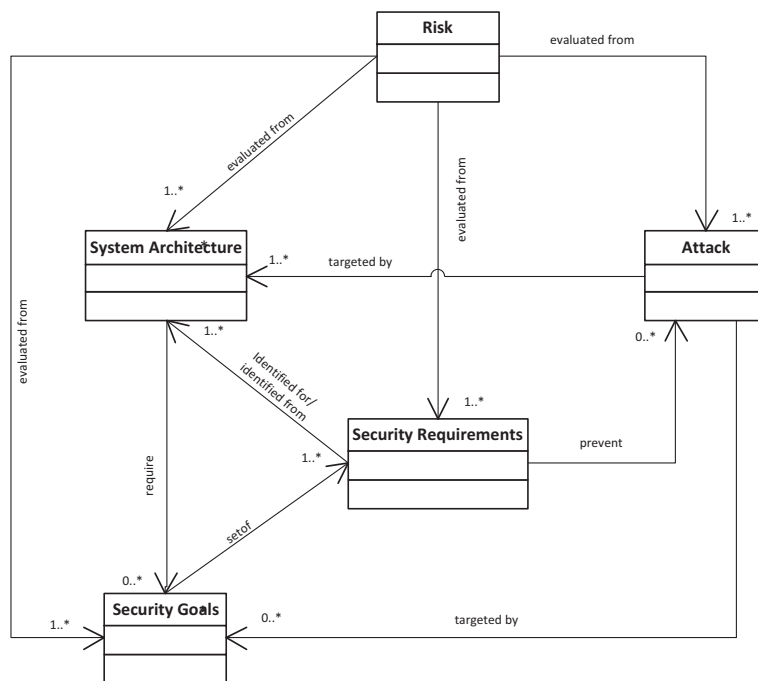 Risk
evaluated from
evaluated from
evaluated from
evaluated from
1..*
1..*
System Architecture
*
Attack
1..*
targeted by
1..*
0..*
Identified for/
identified from
1..*
Security Requirements
1..*
prevent
require
setof
0..*
Security Goals
*
1..*
0..*
targeted by